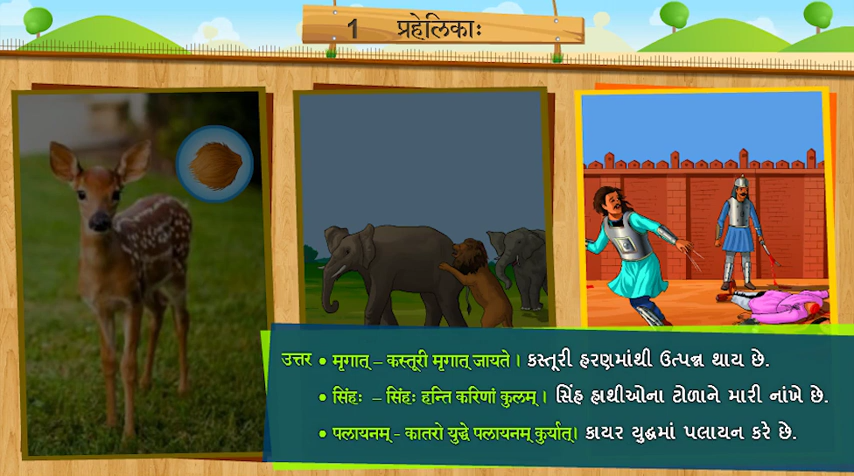 1 प्रहेलिकाः
उत्तर • मृगात् – कस्तूरी मृगात् जायते । કસ્તૂરી હરણમાંથી ઉત્પન્ન થાય છે.
• सिंहः – सिंहः हन्ति करिणां कुलम् । સિંહ હાથીઓના ટોળાને મારી નાંખે છે.
• पलायनम् - कातरो युद्धे पलायनम् कुर्यात्। કાયર યુદ્ધમાં પલાયન કરે છે.